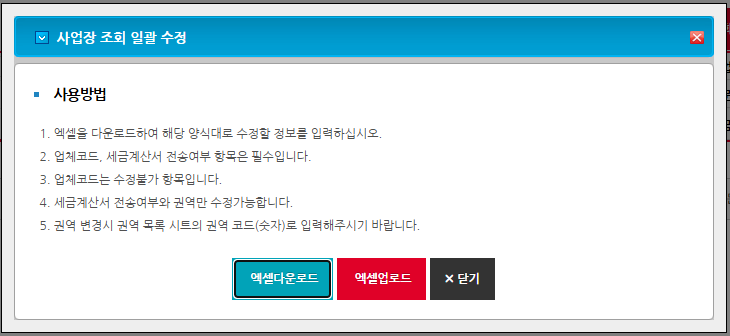 사업장 조회 일괄 수정
사용방법
1. 엑셀을 다운로드하여 해당 양식대로 수정할 정보를 입력하십시오.
2. 업체코드, 세금계산서 전송여부 항목은 필수입니다.
3. 업체코드는 수정불가 항목입니다.
4. 세금계산서 전송여부와 권역만 수정가능합니다.
5. 권역 변경시 권역 목록 시트의 권역 코드(숫자)로 입력해주시기 바랍니다.
엑셀다운로드 엑셀업로드 × 닫기